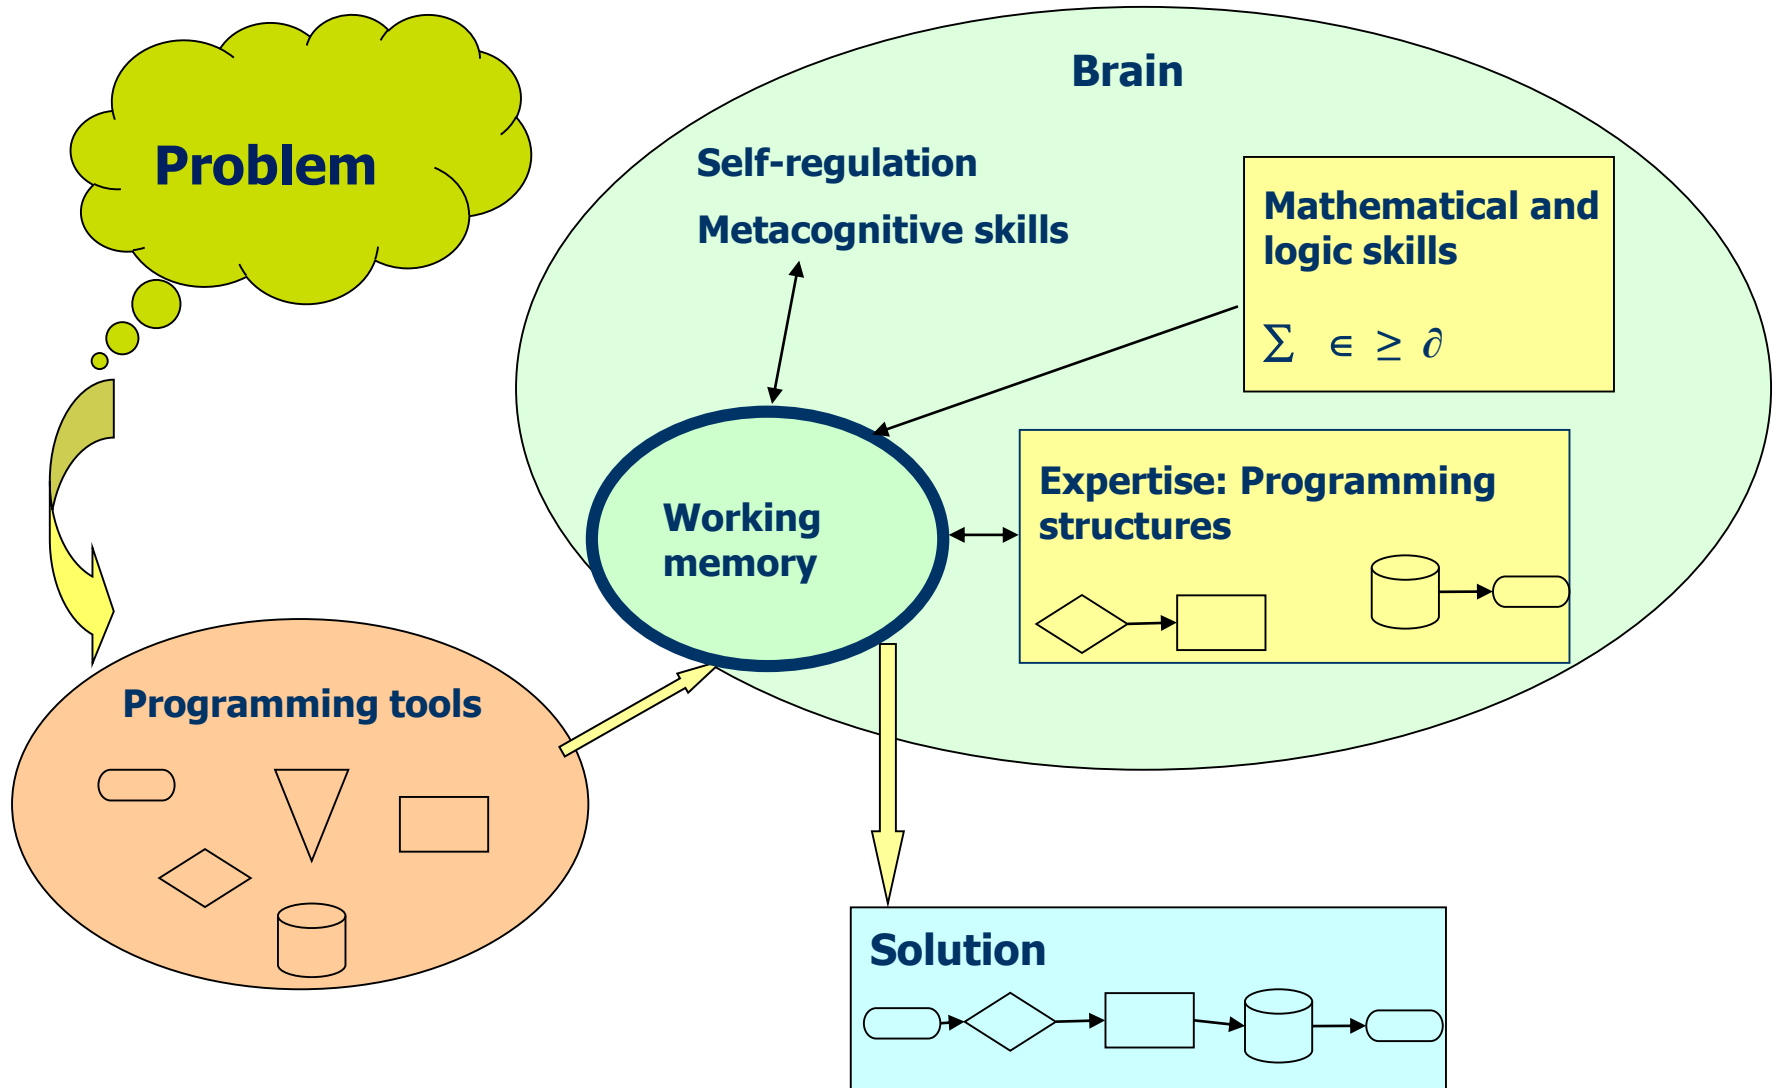 Problem
Brain
Self-regulation
Metacognitive skills
Mathematical and
logic skills
∑ ∈ ≥ ∂
Expertise: Programming
structures
Working
memory
Programming tools
Solution